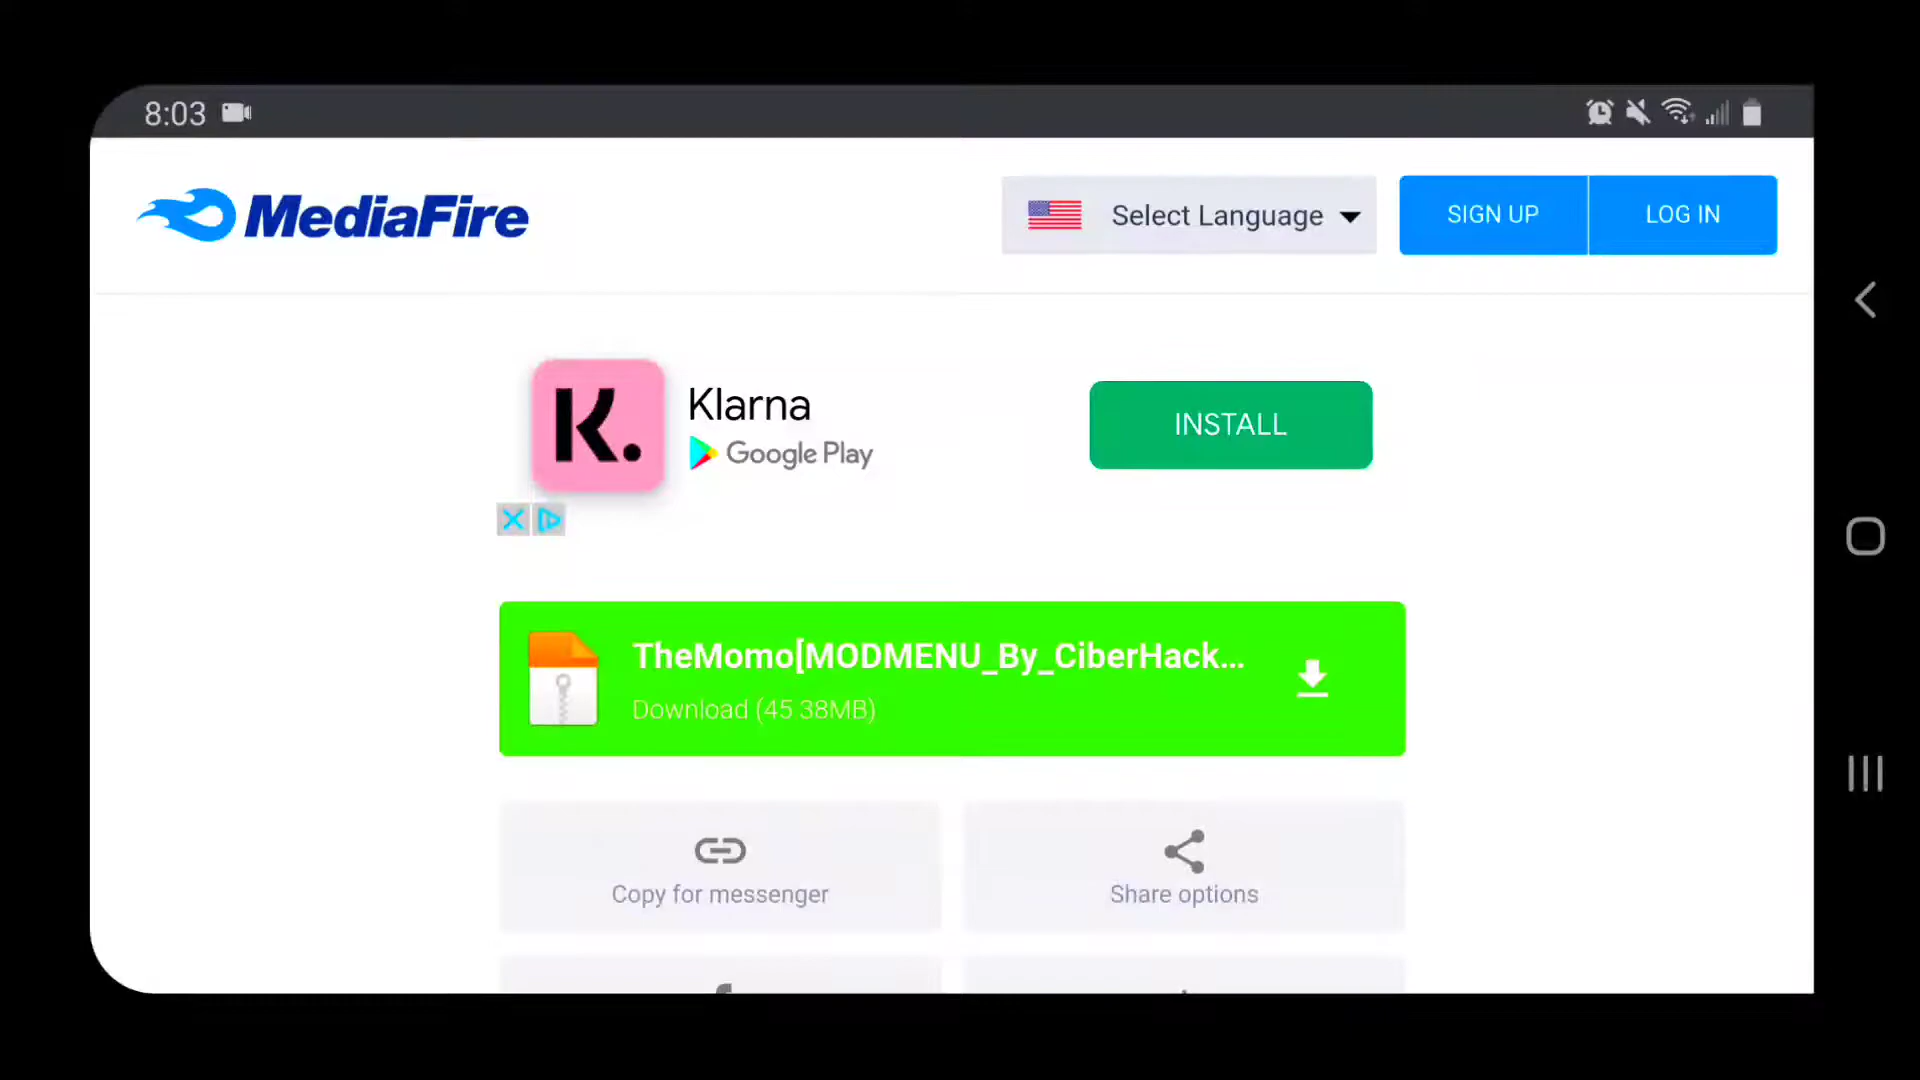 8:03
MediaFire
Select Language
SIGN UP
LOG IN
K.
Klarna
Google Play
INSTALL
TheMomo[MODMENU_By_CiberHack...
Download (45.38MB)
Copy for messenger
Share options